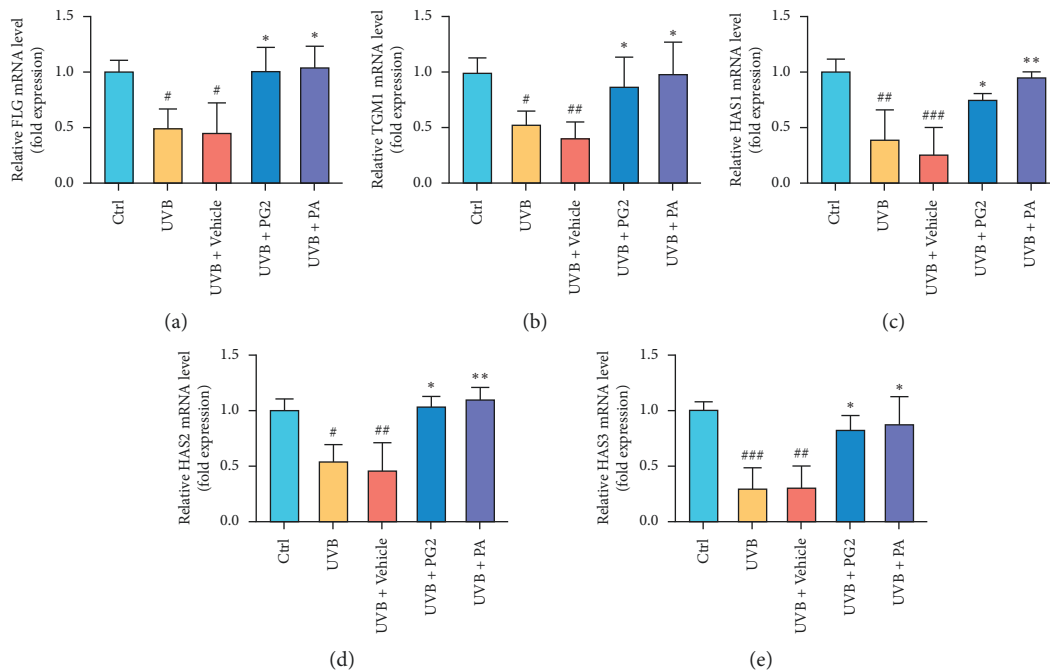 Relative FLG mRNA level
(fold expression)
1.5
1.0
0.5
0.0
#
#
*
*
Ctrl
UVB
UVB + Vehicle
UVB + PG2
UVB + PA
(a)
Relative TGM1 mRNA level
(fold expression)
1.5
1.0
0.5
0.0
#
##
*
*
Ctrl
UVB
UVB + Vehicle
UVB + PG2
UVB + PA
(b)
Relative HAS1 mRNA level
(fold expression)
1.5
1.0
0.5
0.0
##
###
*
**
Ctrl
UVB
UVB + Vehicle
UVB + PG2
UVB + PA
(c)
Relative HAS2 mRNA level
(fold expression)
1.5
1.0
0.5
0.0
#
##
*
**
Ctrl
UVB
UVB + Vehicle
UVB + PG2
UVB + PA
(d)
Relative HAS3 mRNA level
(fold expression)
1.5
1.0
0.5
0.0
###
##
*
*
Ctrl
UVB
UVB + Vehicle
UVB + PG2
UVB + PA
(e)